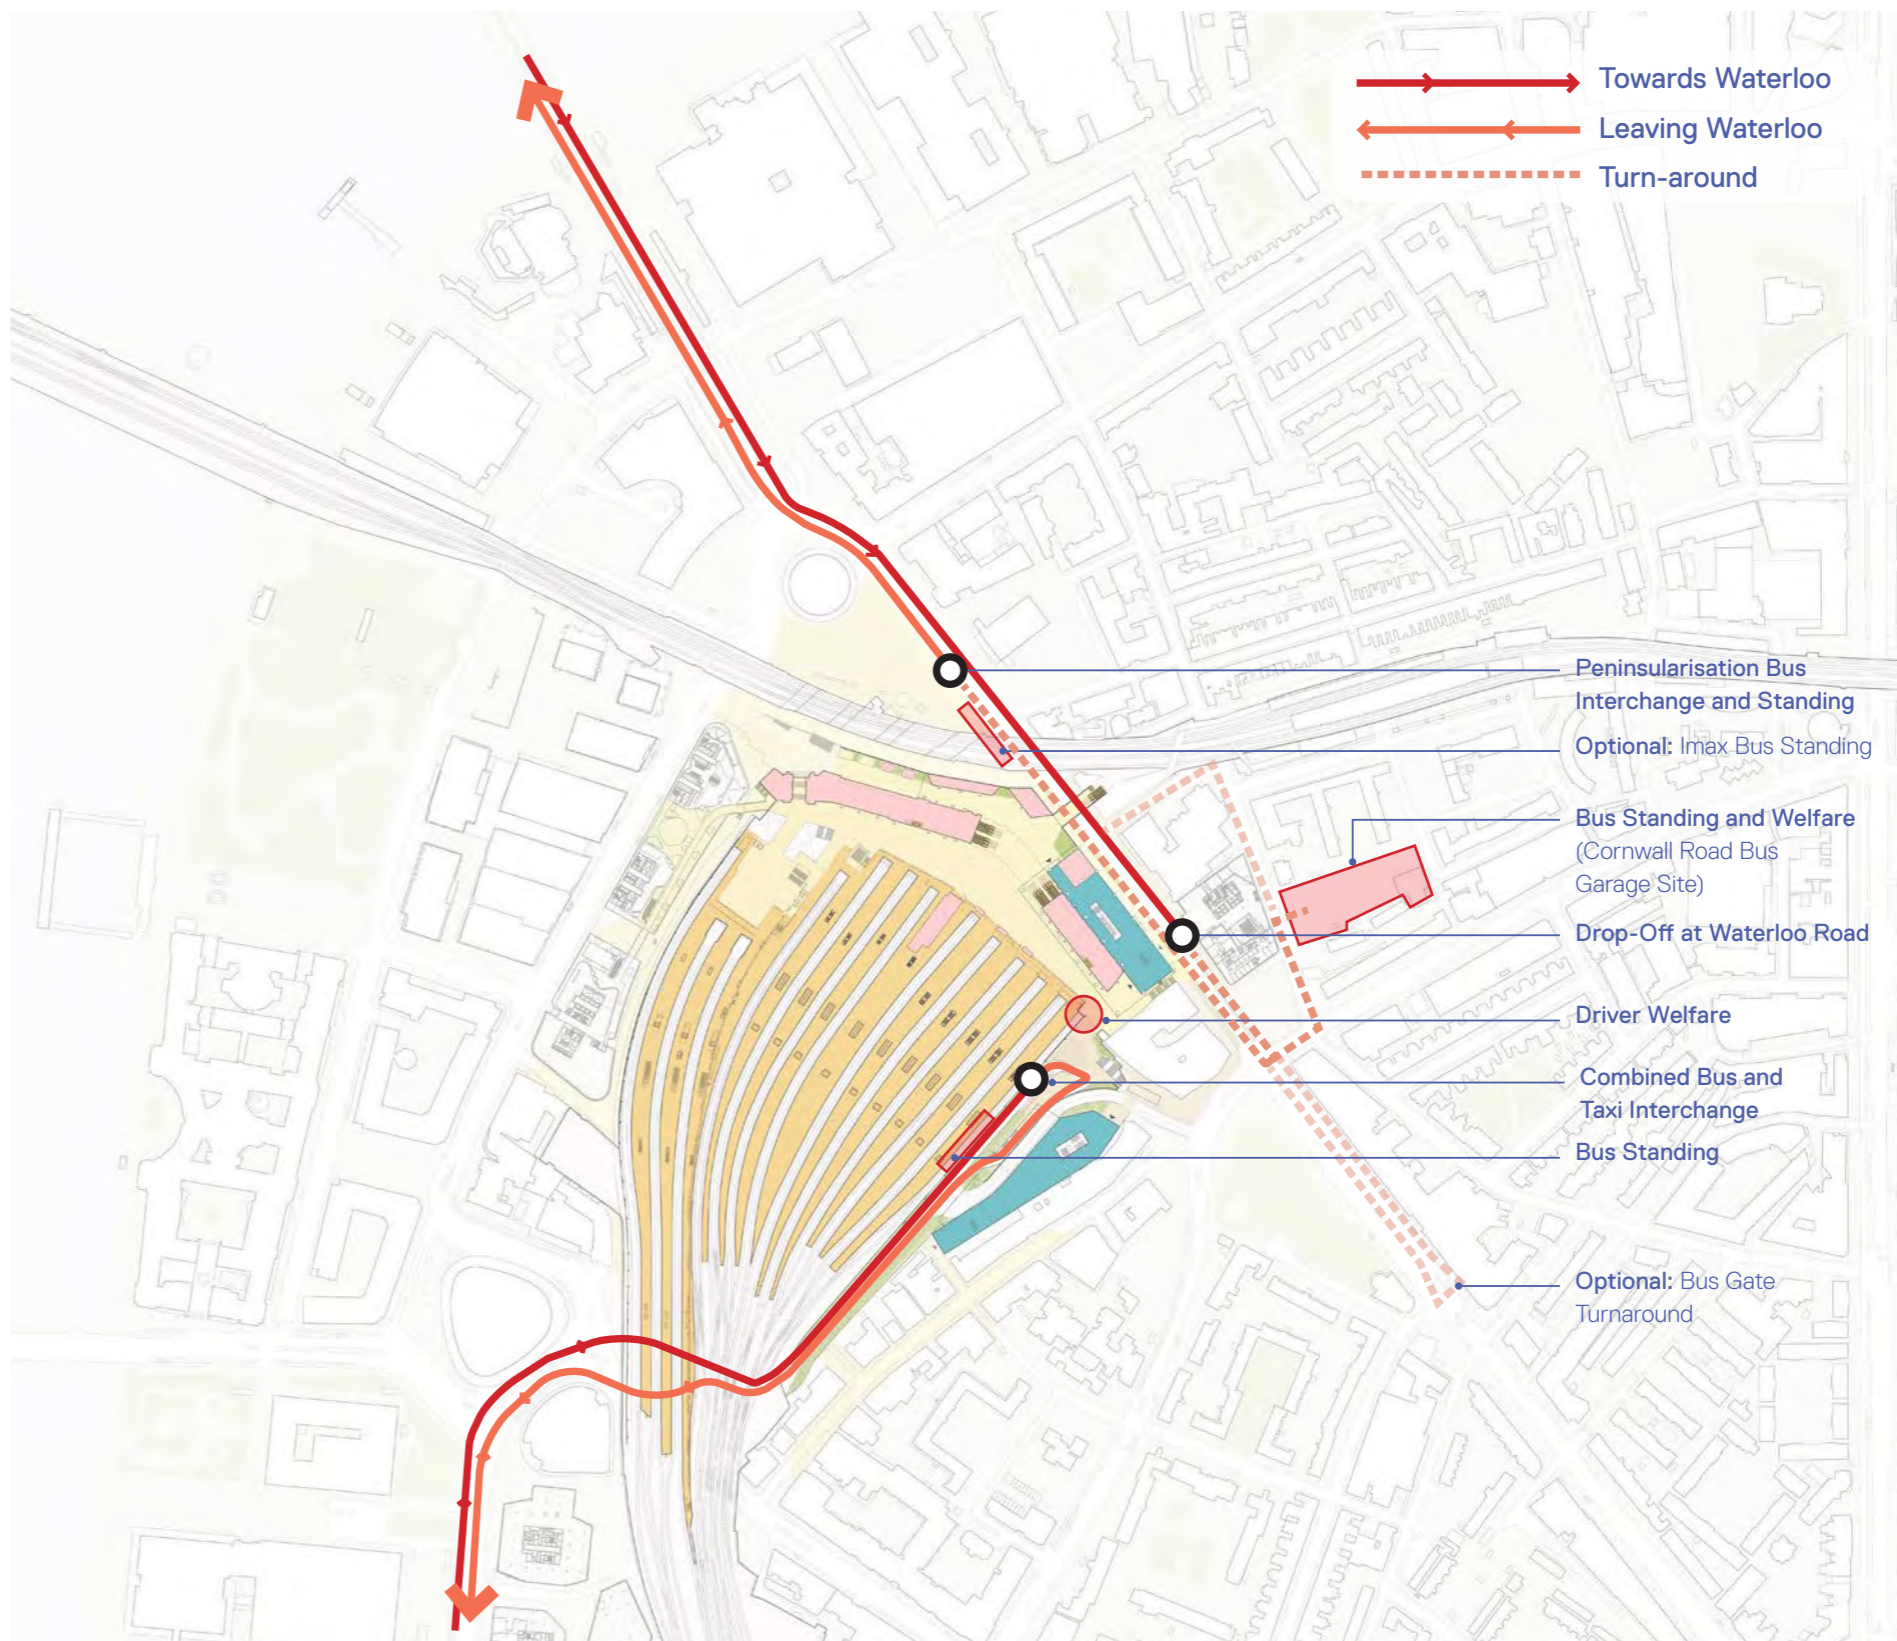 Towards Waterloo
Leaving Waterloo
Turn-around
Peninsularisation Bus
Interchange and Standing
Optional: Imax Bus Standing
Bus Standing and Welfare
(Cornwall Road Bus
Garage Site)
Drop-Off at Waterloo Road
Driver Welfare
Combined Bus and
Taxi Interchange
Bus Standing
Optional: Bus Gate
Turnaround